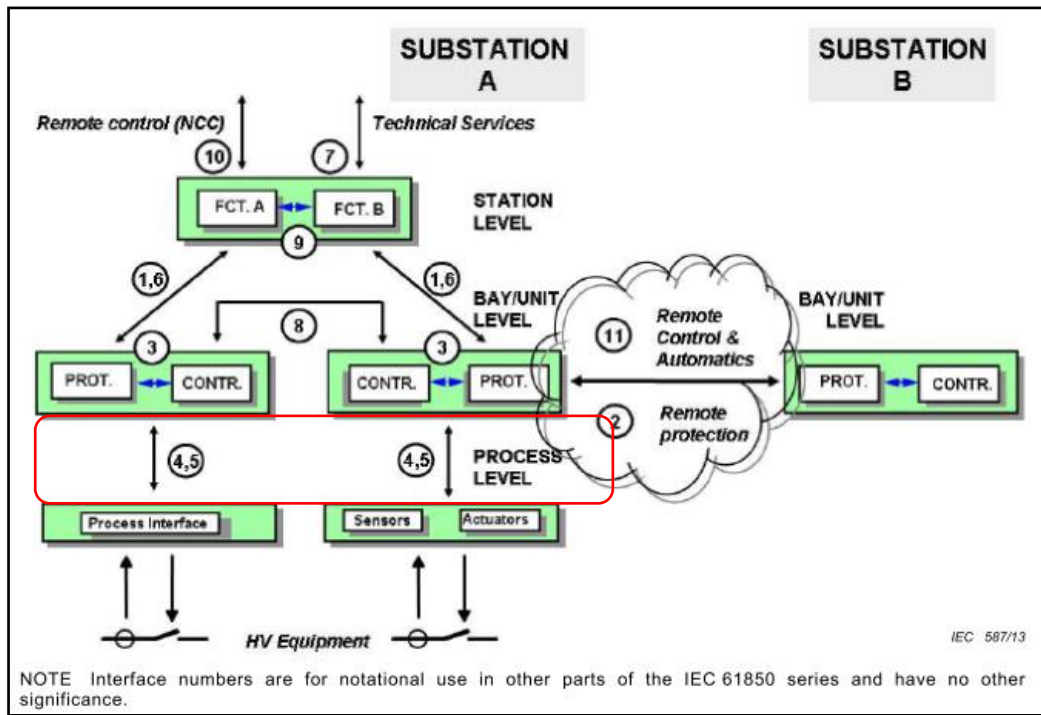 SUBSTATION
A
SUBSTATION
B
Remote control (NCC)
Technical Services
10
7
FCT. A
FCT. B
STATION
LEVEL
9
1,6
1,6
BAY/UNIT
LEVEL
BAY/UNIT
LEVEL
8
11
Remote
Control &
Automatics
3
3
PROT.
CONTR.
CONTR.
PROT.
PROT.
CONTR.
2
Remote
protection
4,5
4,5
PROCESS
LEVEL
Process Interface
Sensors
Actuators
HV Equipment
IEC 587/13
NOTE Interface numbers are for notational use in other parts of the IEC 61850 series and have no other
significance.